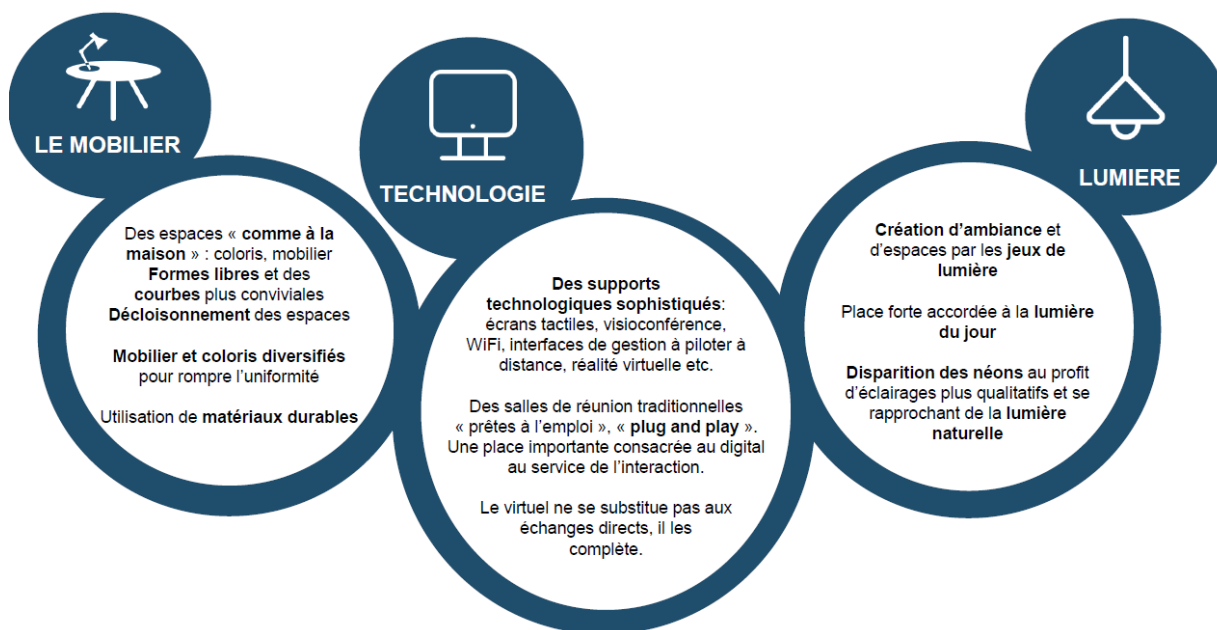 LE MOBILIER
Des espaces « comme à la
maison » : coloris, mobilier
Formes libres et des
courbes plus conviviales
Décloisonnement des espaces
Mobilier et coloris diversifiés
pour rompre l’uniformité
Utilisation de matériaux durables
TECHNOLOGIE
Des supports
technologiques sophistiqués:
écrans tactiles, visioconférence,
WiFi, interfaces de gestion à piloter à
distance, réalité virtuelle etc.
Des salles de réunion traditionnelles
« prêtes à l’emploi », « plug and play ».
Une place importante consacrée au digital
au service de l’interaction.
Le virtuel ne se substitue pas aux
échanges directs, il les
complète.
LUMIERE
Création d’ambiance et
d’espaces par les jeux de
lumière
Place forte accordée à la lumière
du jour
Disparition des néons au profit
d’éclairages plus qualitatifs et se
rapprochant de la lumière
naturelle